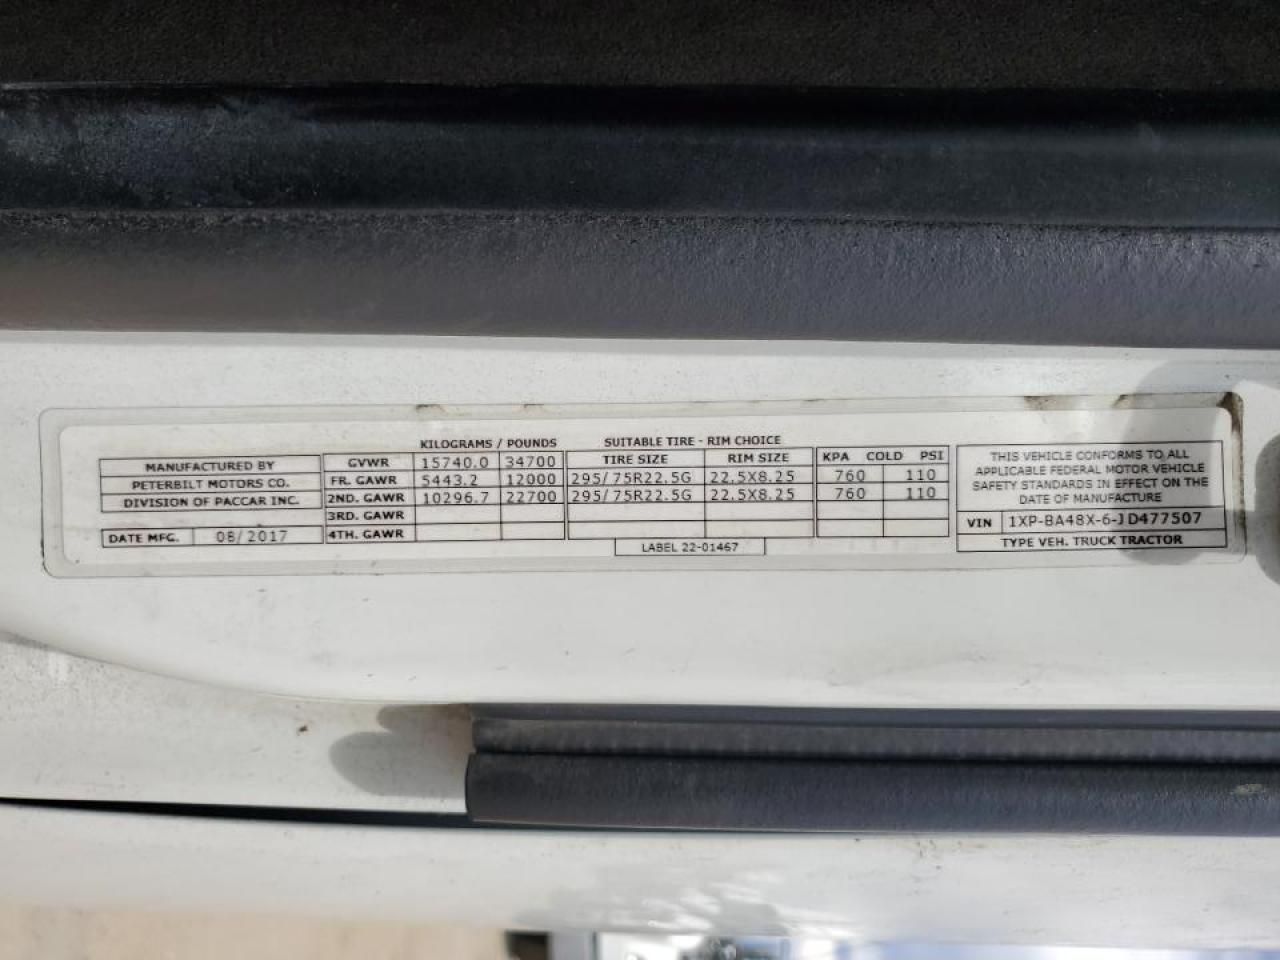 MANUFACTURED BY
PETERBILT MOTORS CO.
DIVISION OF PACCAR INC.
DATE MFG. 08/2017
KILOGRAMS / POUNDS SUITABLE TIRE - RIM CHOICE
TIRE SIZE RIM SIZE KPA COLD PSI
GVWR 15740.0 34700
FR. GAWR 5443.2 12000 295/75R22.5G 22.5X8.25 760 110
2ND. GAWR 10296.7 22700 295/75R22.5G 22.5X8.25 760 110
3RD. GAWR
4TH. GAWR
LABEL 22-01467
THIS VEHICLE CONFORMS TO ALL
APPLICABLE FEDERAL MOTOR VEHICLE
SAFETY STANDARDS IN EFFECT ON THE
DATE OF MANUFACTURE
VIN 1XP-BA48X-6-JD477507
TYPE VEH. TRUCK TRACTOR